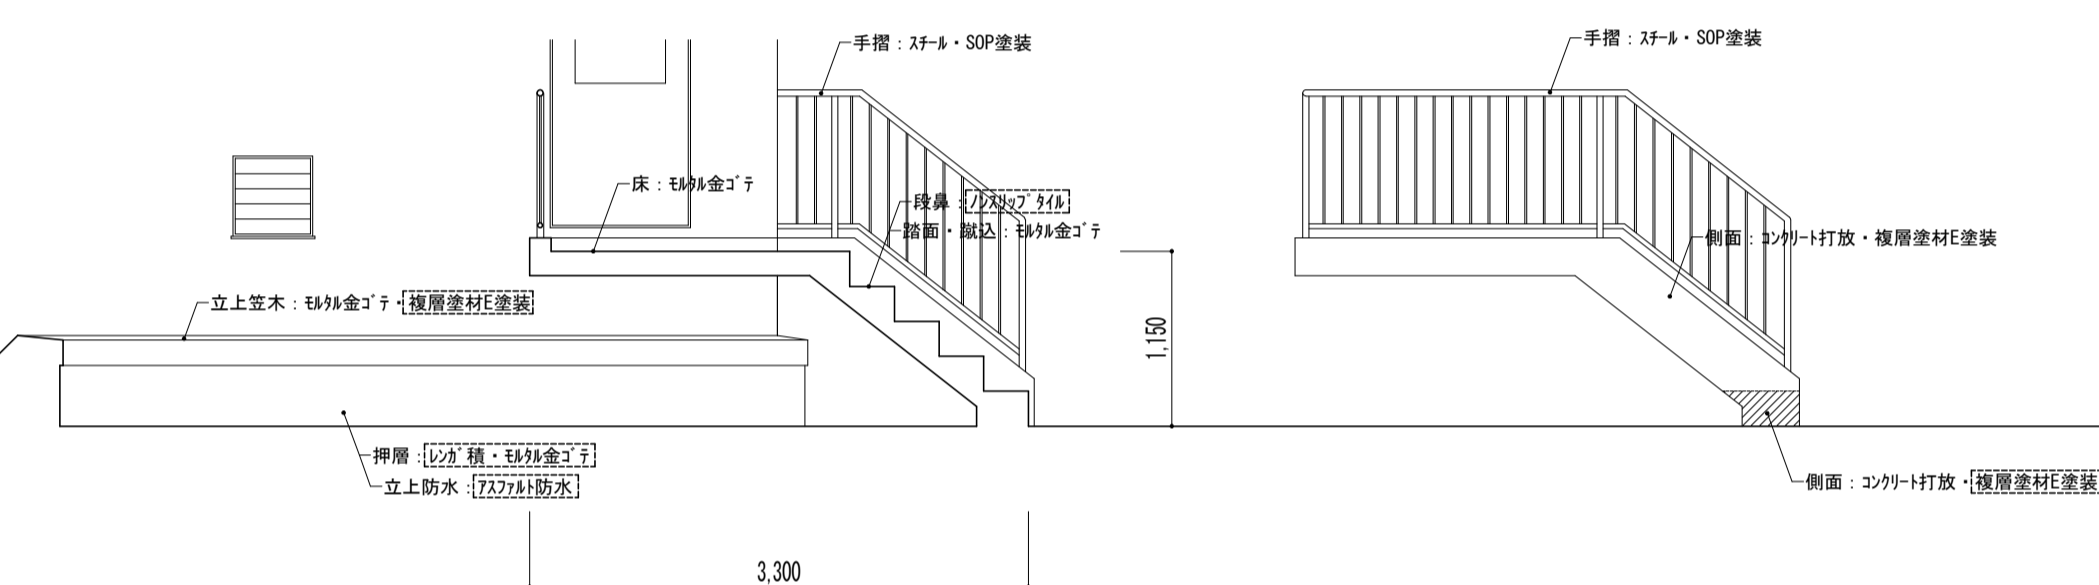 手摺：ｽﾁｰﾙ・SOP塗装
手摺：ｽﾁｰﾙ・SOP塗装
床：ﾓﾙﾀﾙ金ｺﾞﾃ
段鼻：ﾉﾝｽﾘｯﾌﾟﾀｲﾙ
踏面・蹴込：ﾓﾙﾀﾙ金ｺﾞﾃ
側面：ｺﾝｸﾘｰﾄ打放・複層塗材E塗装
立上笠木：ﾓﾙﾀﾙ金ｺﾞﾃ・複層塗材E塗装
1,150
押層：ﾚﾝｶﾞ積・ﾓﾙﾀﾙ金ｺﾞﾃ
立上防水：ｱｽﾌｧﾙﾄ防水
側面：ｺﾝｸﾘｰﾄ打放・複層塗材E塗装
3,300